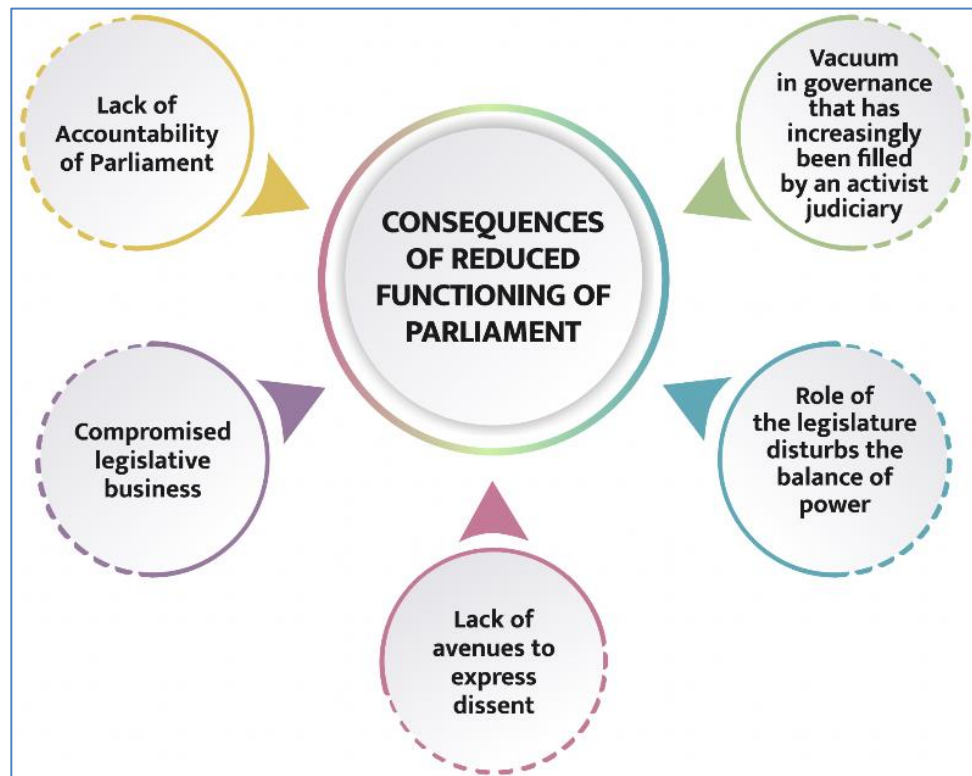 Lack of
Accountability
of Parliament
Vacuum
in governance
that has
increasingly
been filled
by an activist
judiciary
CONSEQUENCES
OF REDUCED
FUNCTIONING OF
PARLIAMENT
Compromised
legislative
business
Role of
the legislature
disturbs the
balance of
power
Lack of
avenues to
express
dissent